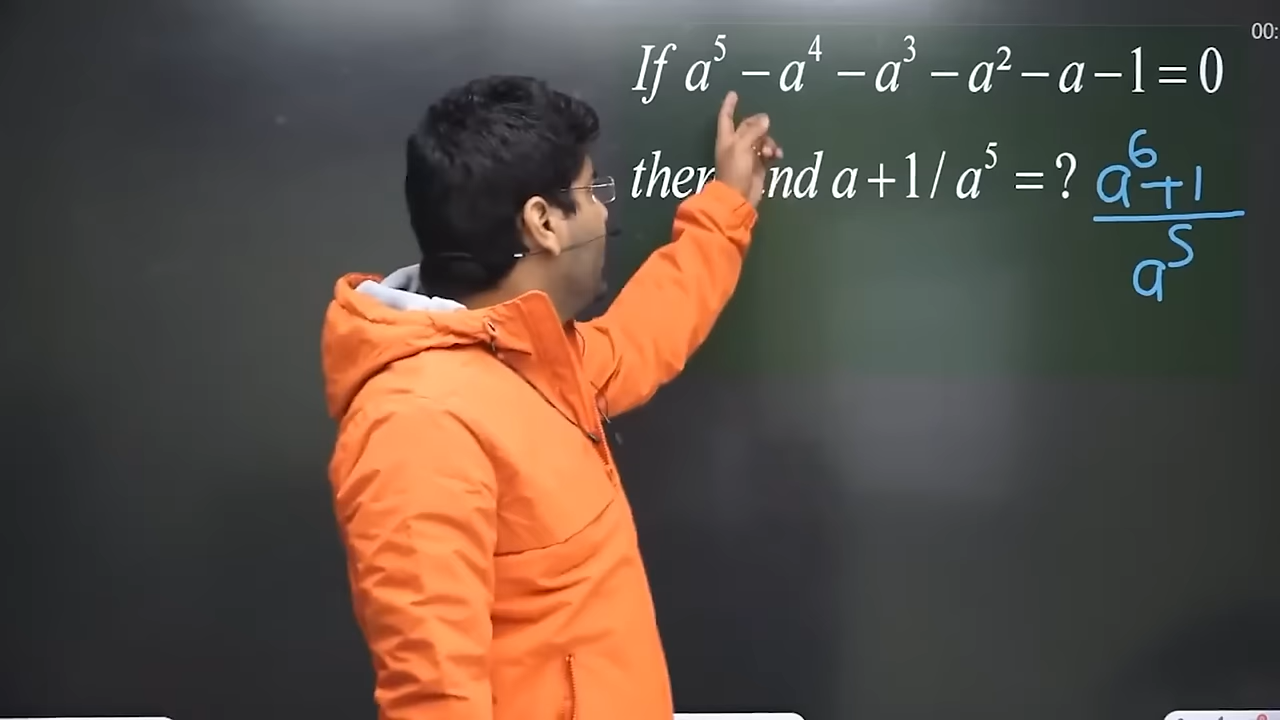 00:
If a⁵ − a⁴ − a³ − a² − a − 1 = 0
then find a + 1 / a⁵ = ?
a⁶+1
a⁵